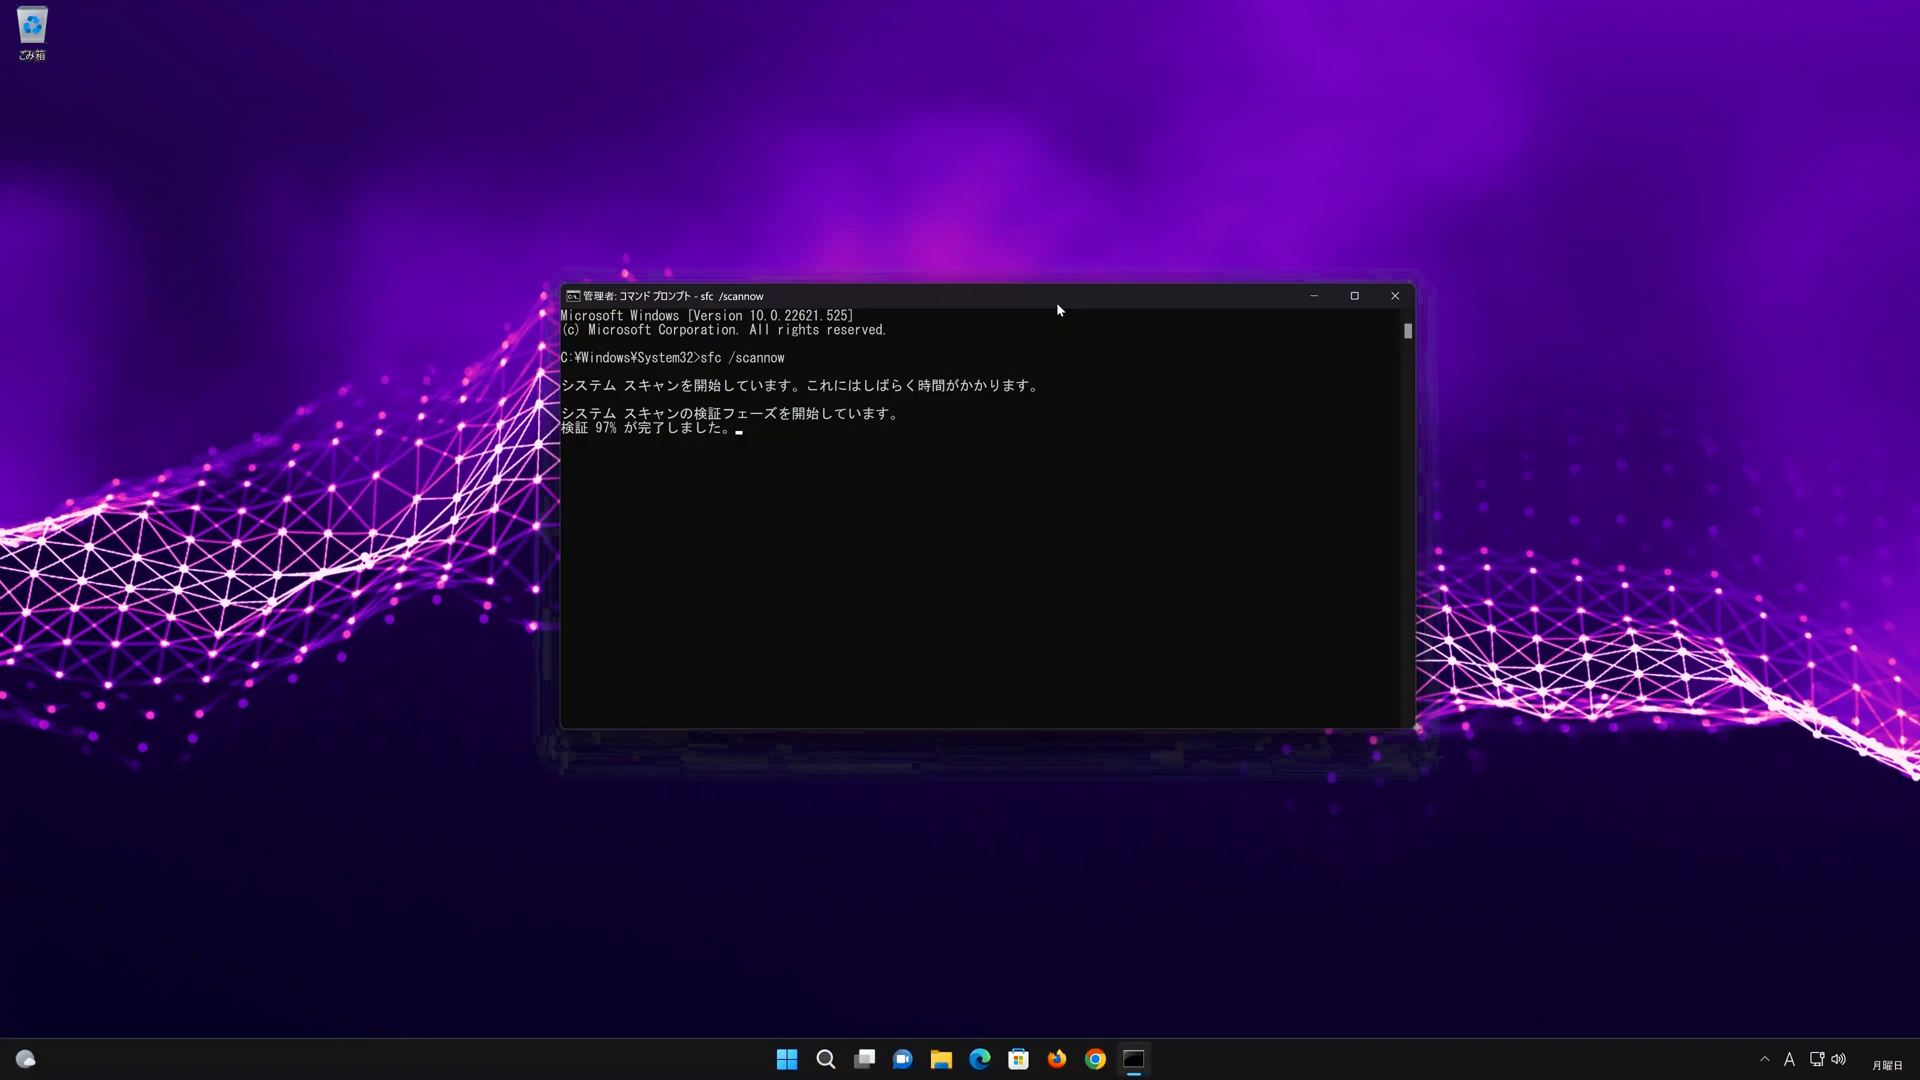 ごみ箱
管理者: コマンド プロンプト - sfc  /scannow
Microsoft Windows [Version 10.0.22621.525]
(c) Microsoft Corporation. All rights reserved.
C:¥Windows¥System32>sfc /scannow
システム スキャンを開始しています。これにはしばらく時間がかかります。
システム スキャンの検証フェーズを開始しています。
検証 97% が完了しました。
A
月曜日